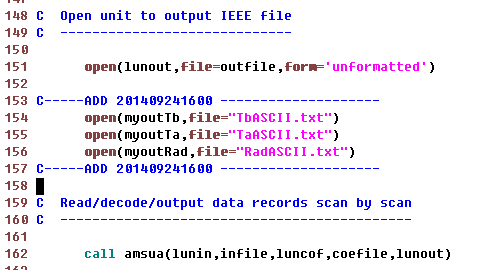 148 C  Open unit to output IEEE file
149 C  -----------------------------
150
151        open(lunout,file=outfile,form='unformatted')
152
153 C-----ADD 201409241600 --------------------
154        open(myoutTb,file="TbASCII.txt")
155        open(myoutTa,file="TaASCII.txt")
156        open(myoutRad,file="RadASCII.txt")
157 C-----ADD 201409241600 --------------------
158
159 C  Read/decode/output data records scan by scan
160 C  --------------------------------------------
161
162        call amsua(lunin,infile,luncof,coefile,lunout)